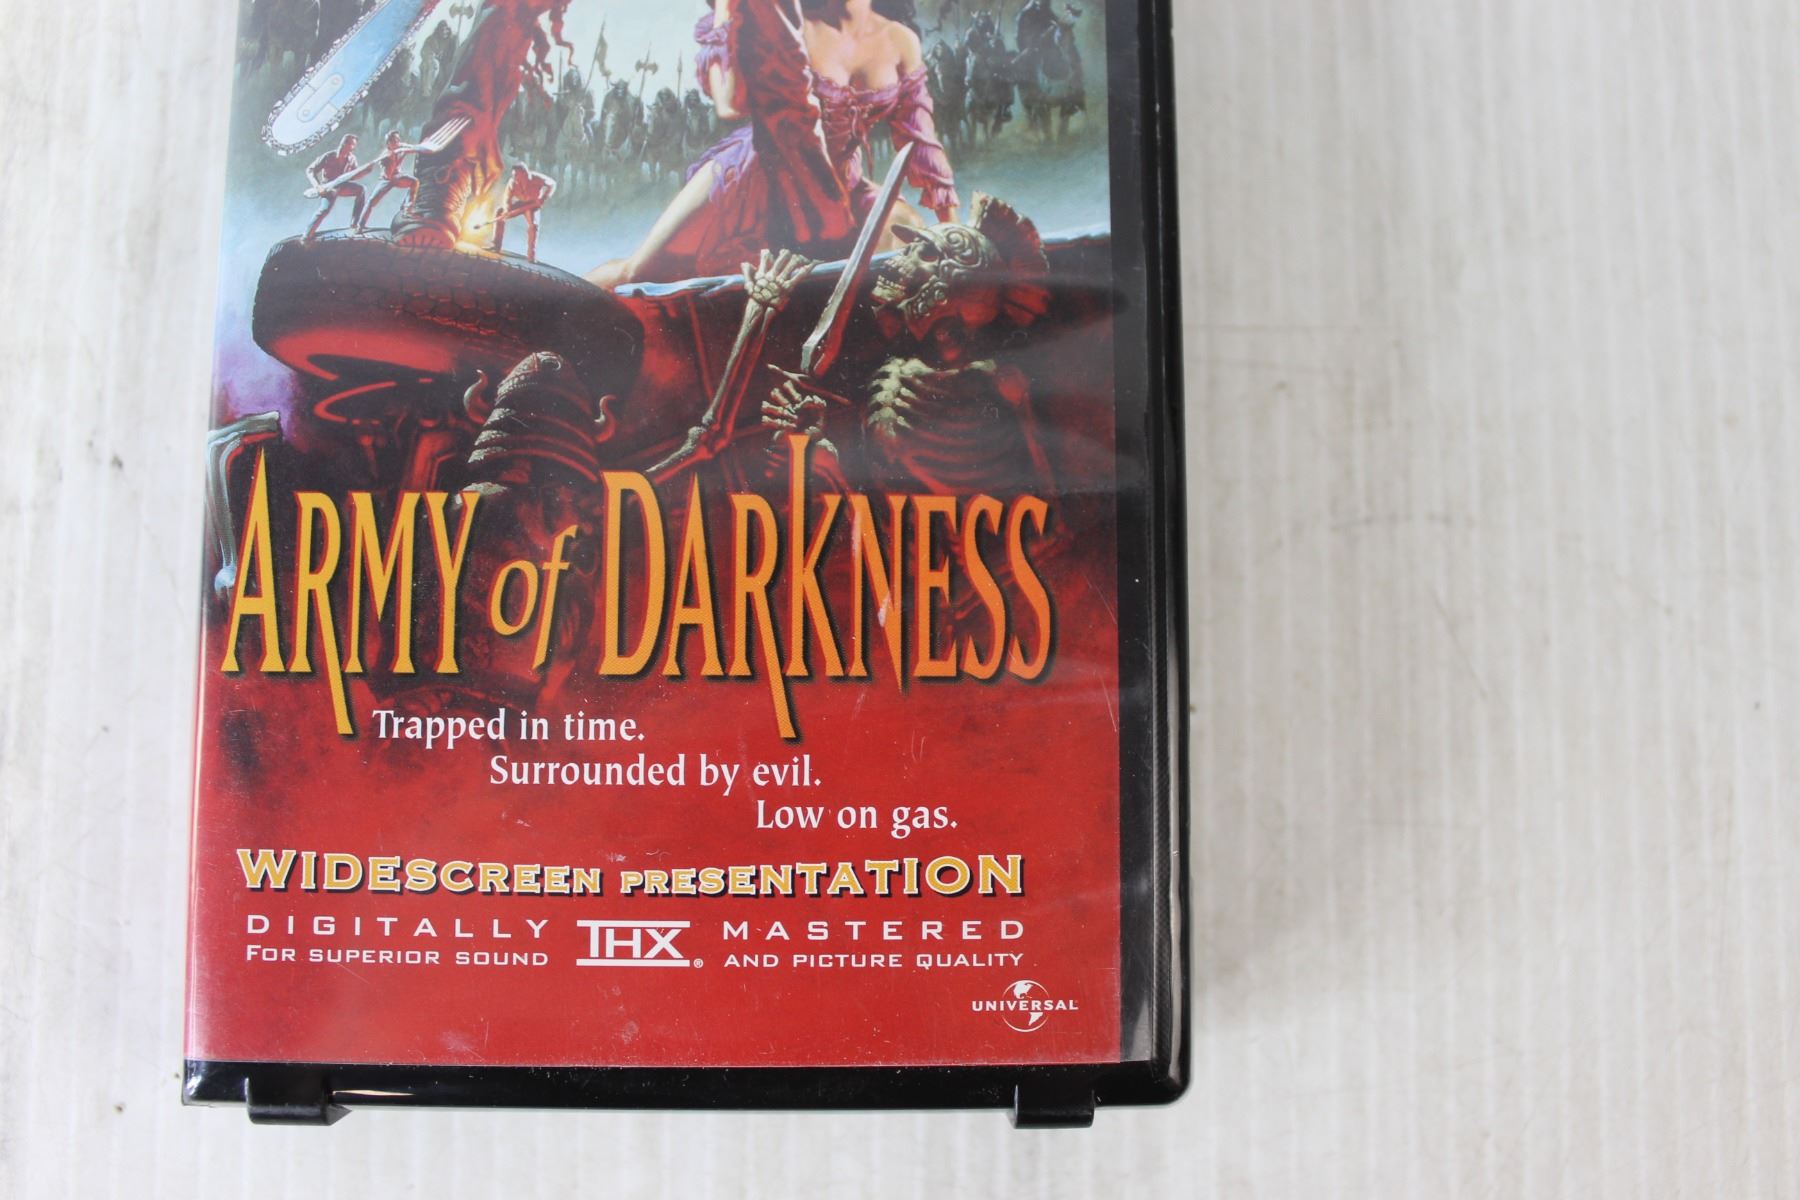 ARMY of DARKNESS
Trapped in time.
Surrounded by evil.
Low on gas.
WIDESCREEN PRESENTATION
DIGITALLY THX MASTERED
FOR SUPERIOR SOUND ® AND PICTURE QUALITY
UNIVERSAL